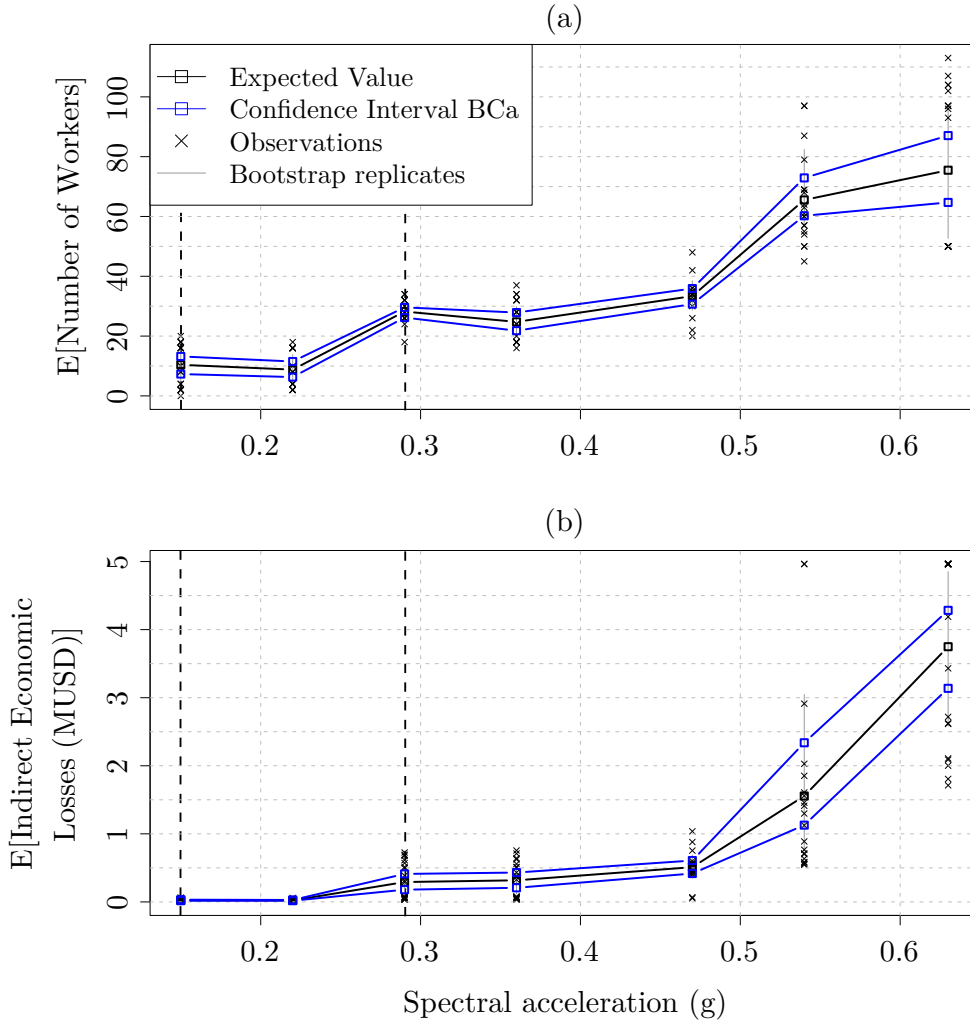 (a)
E[Number of Workers]
0
20
40
60
80
100
Expected Value
Confidence Interval BCa
Observations
Bootstrap replicates
0.2
0.3
0.4
0.5
0.6
(b)
E[Indirect Economic
Losses (MUSD)]
0
1
2
3
4
5
0.2
0.3
0.4
0.5
0.6
Spectral acceleration (g)